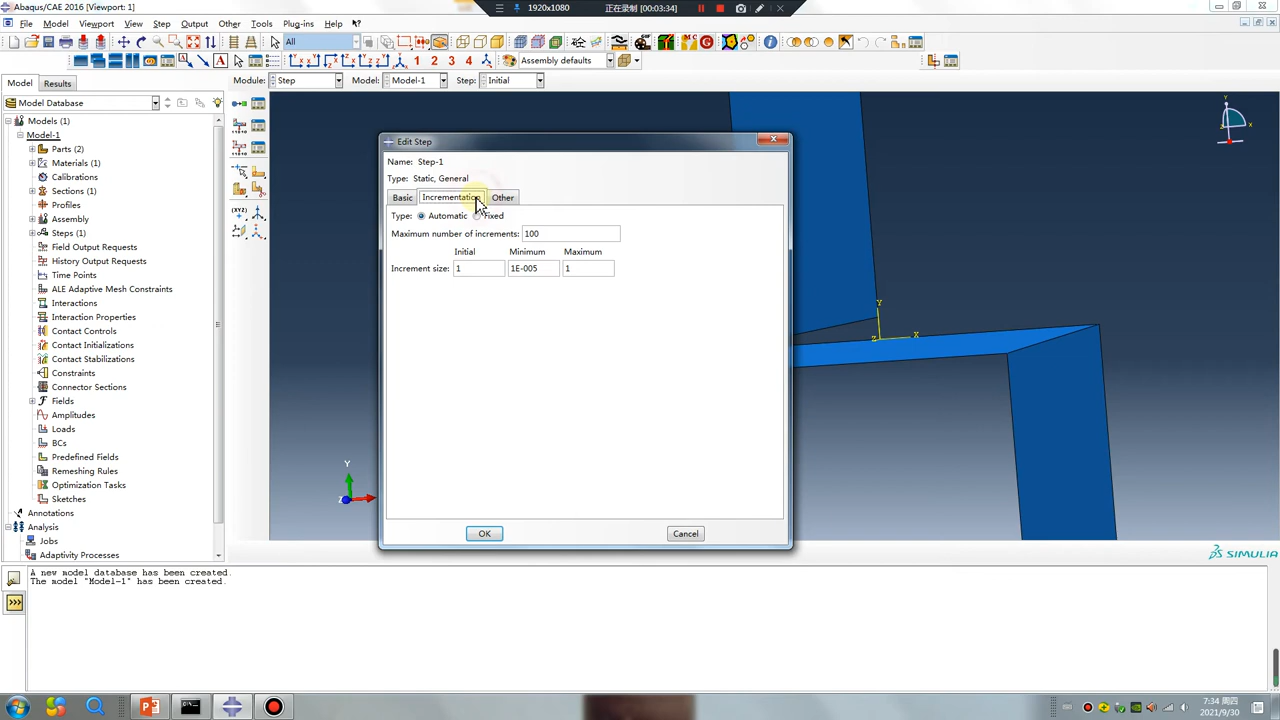 Abaqus/CAE 2016 [Viewport: 1]
1920x1080
正在录制 00:03:34
File Model Viewport View Step Output Other Tools Plug-ins Help
All
1 2 3 4
Assembly defaults
Model Results
Module: Step Model: Model-1 Step: Initial
Model Database
Models (1)
Model-1
Parts (2)
Materials (1)
Calibrations
Sections (1)
Profiles
Assembly
Steps (1)
Field Output Requests
History Output Requests
Time Points
ALE Adaptive Mesh Constraints
Interactions
Interaction Properties
Contact Controls
Contact Initializations
Contact Stabilizations
Constraints
Connector Sections
Fields
Amplitudes
Loads
BCs
Predefined Fields
Remeshing Rules
Optimization Tasks
Sketches
Annotations
Analysis
Jobs
Adaptivity Processes
Edit Step
Name: Step-1
Type: Static, General
Basic Incrementation Other
Type: Automatic Fixed
Maximum number of increments: 100
Initial Minimum Maximum
Increment size: 1 1E-005 1
OK Cancel
Y
X
Z
Y
Z
Y
X
SIMULIA
A new model database has been created.
The model "Model-1" has been created.
7:34 周四
2021/9/30